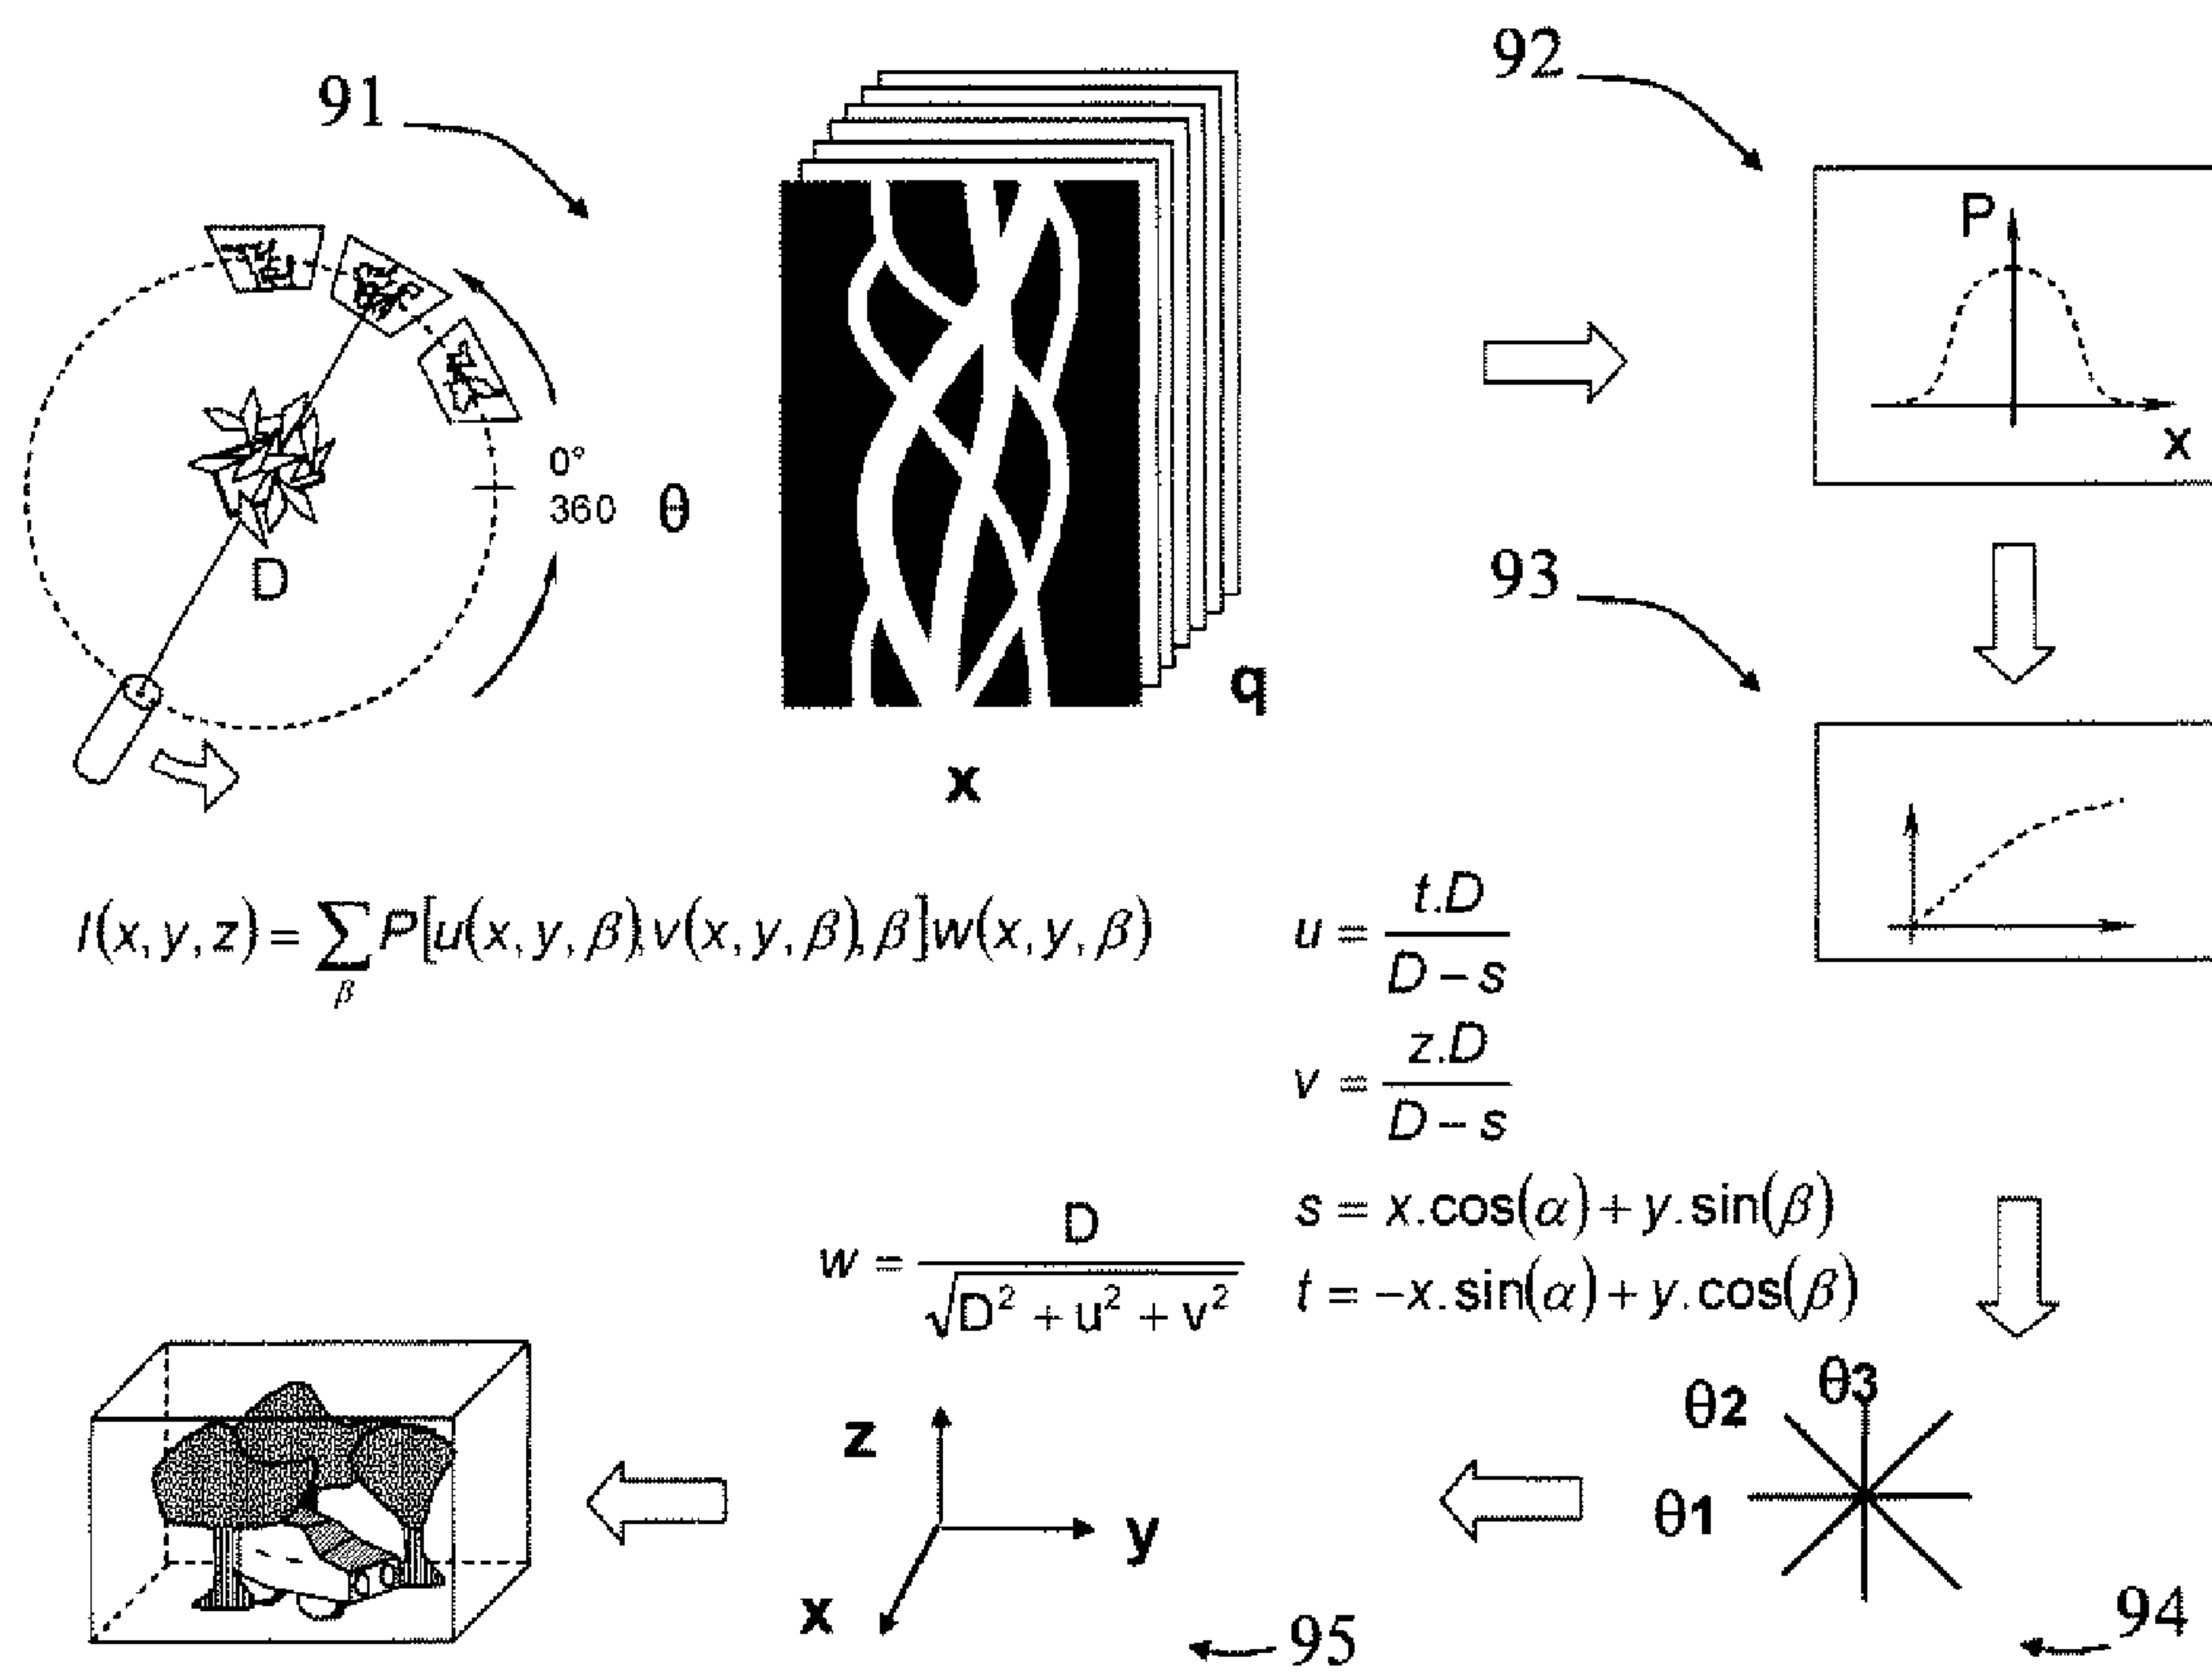 91
92
P
x
0°
360 θ
D
q
x
93
I(x, y, z) = ∑ P[u(x, y, β), v(x, y, β), β]w(x, y, β)
β
u = t.D / D – s
v = z.D / D – s
s = x.cos(α) + y.sin(β)
t = –x.sin(α) + y.cos(β)
w = D / √D² + u² + v²
θ1
θ2
θ3
94
z
y
x
95